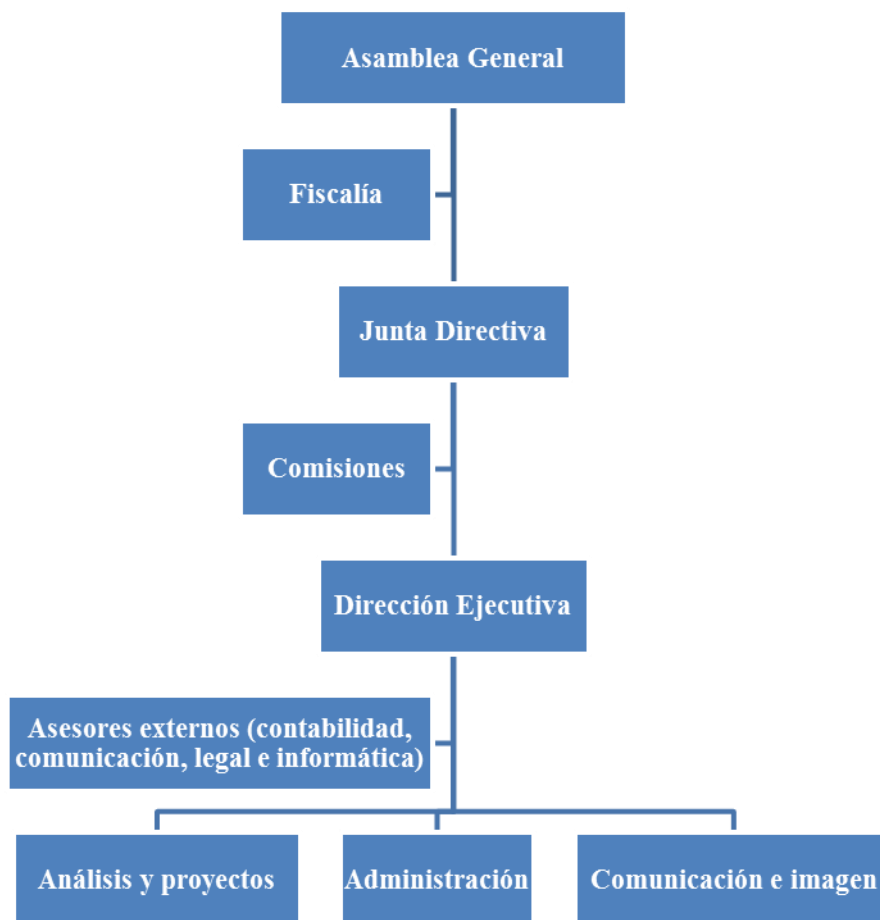 Asamblea General
Fiscalía
Junta Directiva
Comisiones
Dirección Ejecutiva
Asesores externos (contabilidad,
comunicación, legal e informática)
Análisis y proyectos
Administración
Comunicación e imagen